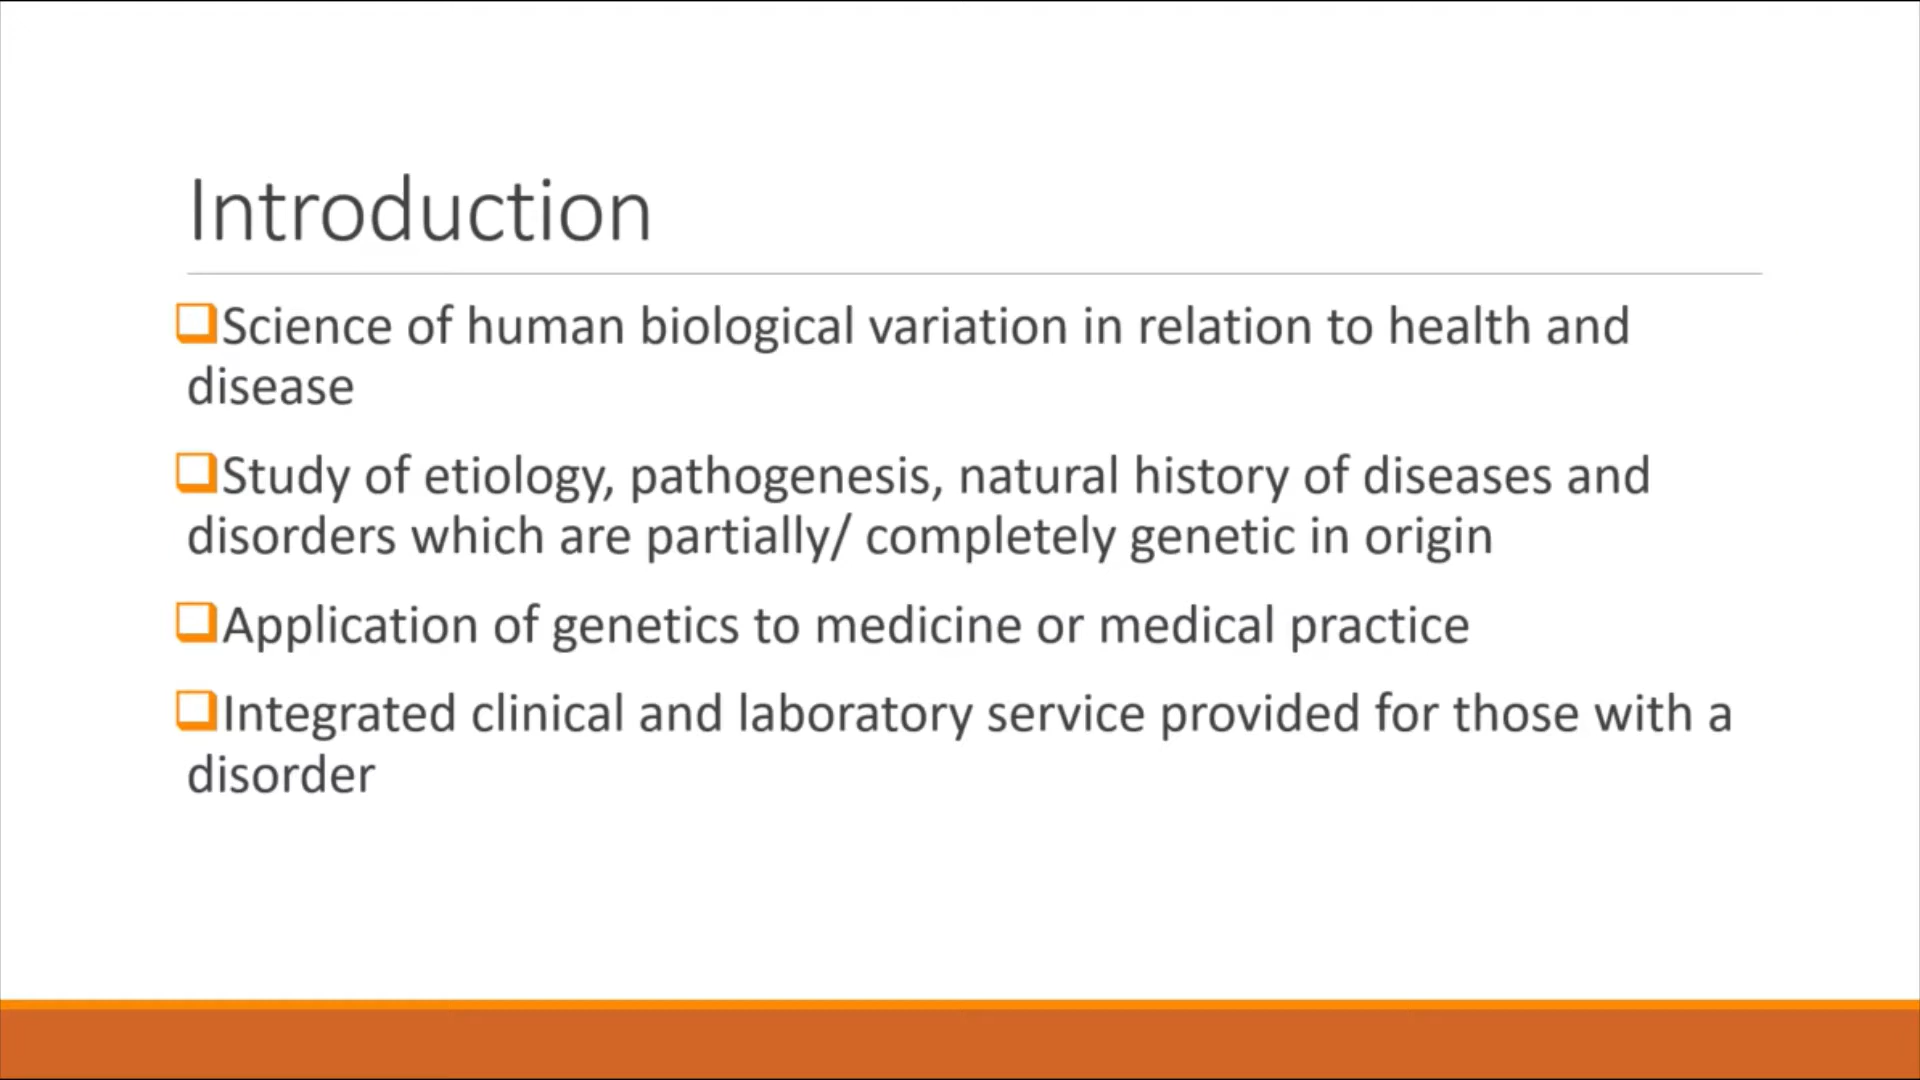 Introduction
Science of human biological variation in relation to health and
disease
Study of etiology, pathogenesis, natural history of diseases and
disorders which are partially/ completely genetic in origin
Application of genetics to medicine or medical practice
Integrated clinical and laboratory service provided for those with a
disorder